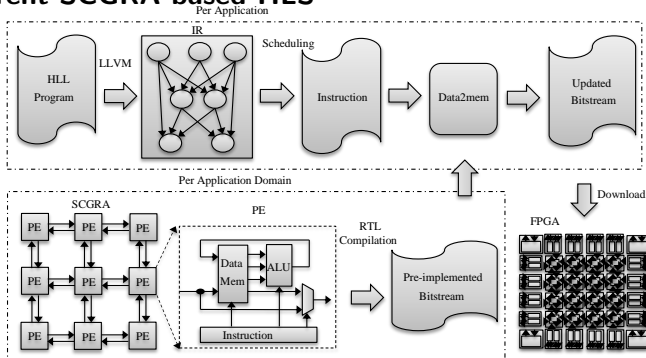 SCGRA based HLS
Per Application
IR
LLVM
Scheduling
HLL
Program
Instruction
Data2mem
Updated
Bitstream
Per Application Domain
Download
SCGRA
PE
FPGA
PE PE PE
PE PE PE
PE PE PE
Data
Mem
ALU
Instruction
RTL
Compilation
Pre-implemented
Bitstream